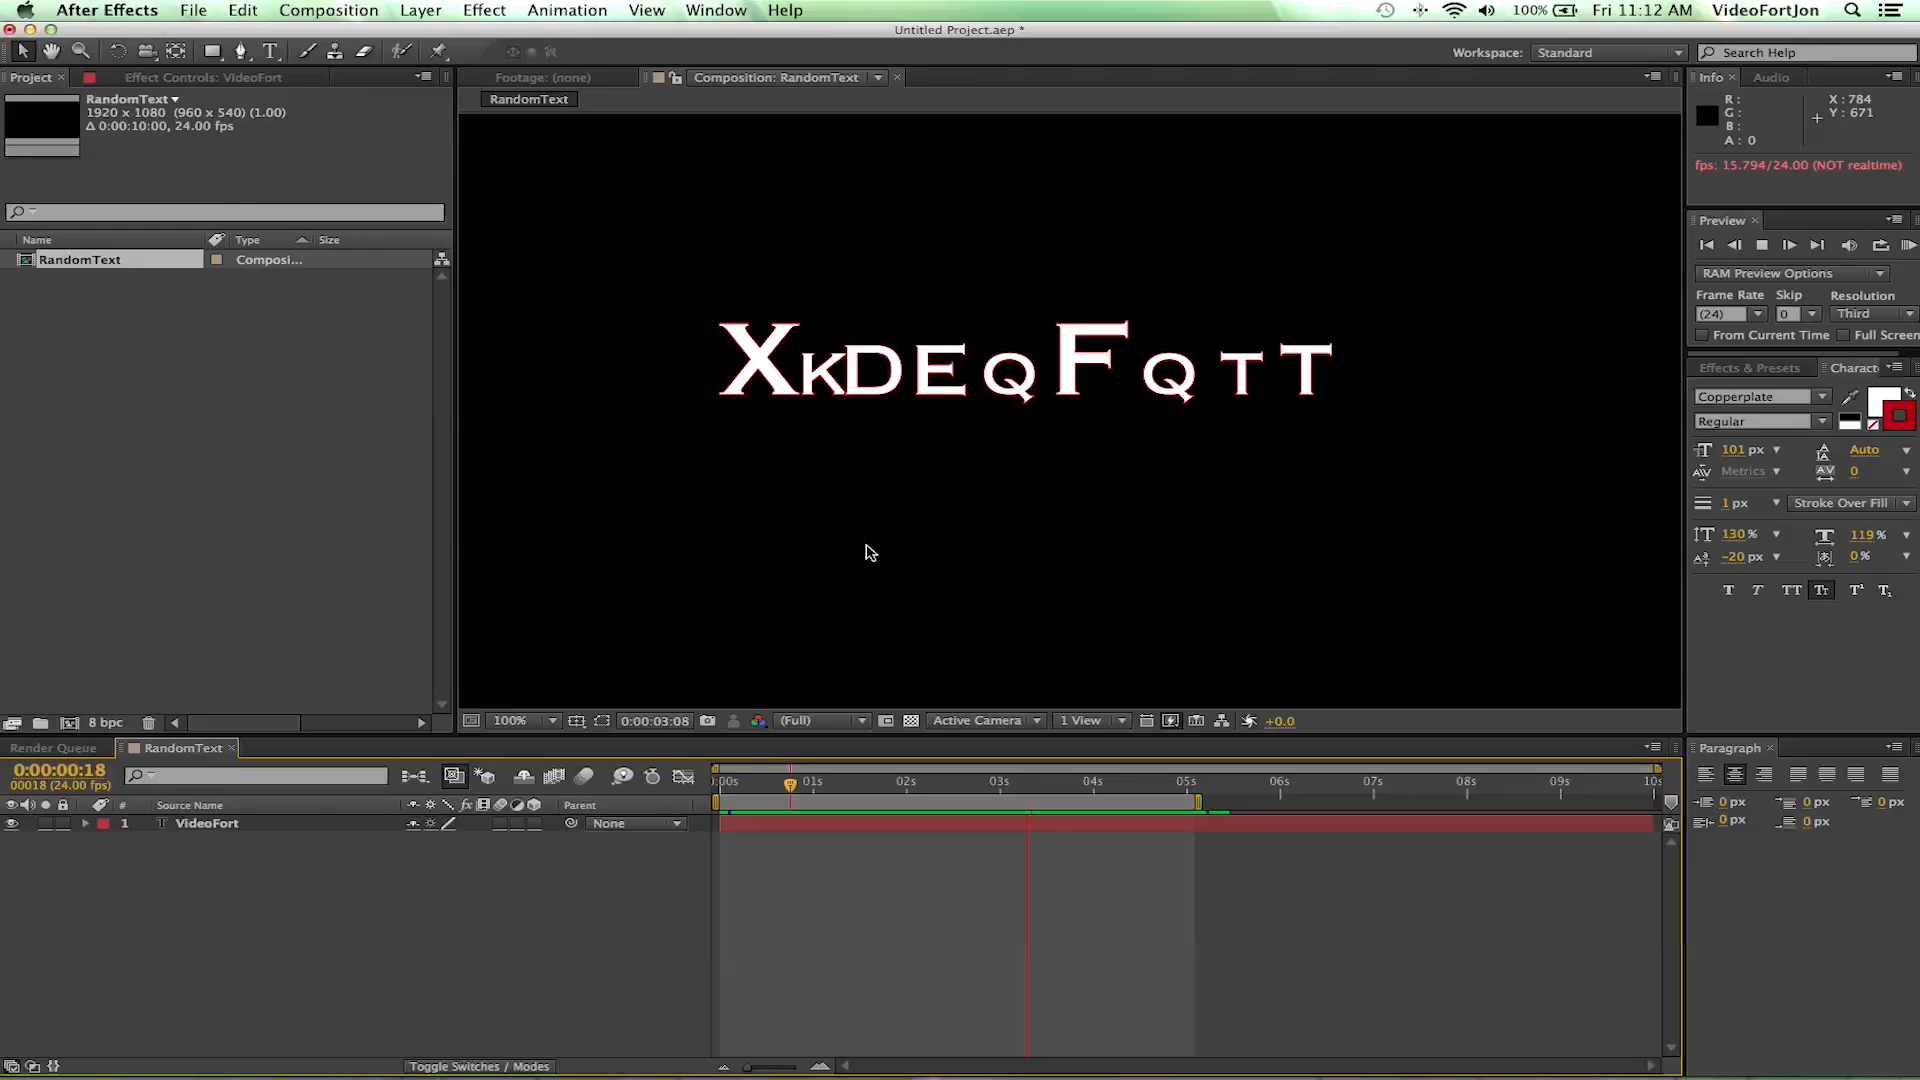 After Effects File Edit Composition Layer Effect Animation View Window Help 100% Fri 11:12 AM VideoFortJon
Untitled Project.aep *
Workspace: Standard Search Help
Project Effect Controls: VideoFort
Footage: (none) Composition: RandomText
Info Audio
RandomText
1920 x 1080 (960 x 540) (1.00)
Δ 0:00:10:00, 24.00 fps
RandomText
R:
G:
B:
A: 0
X: 784
Y: 671
fps: 15.794/24.00 (NOT realtime)
Preview
RAM Preview Options
Frame Rate Skip Resolution
(24) 0 Third
From Current Time Full Screen
Name Type Size
RandomText Composi...
XKDEQFQTT
Effects & Presets Charact
Copperplate
Regular
101 px Auto
Metrics 0
1 px Stroke Over Fill
130 % 119 %
-20 px 0 %
T T TT Tт T¹ T₁
8 bpc
100% 0:00:03:08 (Full) Active Camera 1 View +0.0
Render Queue RandomText
0:00:00:18
00018 (24.00 fps)
# Source Name fx Parent
1 T VideoFort None
):00s 01s 02s 03s 04s 05s 06s 07s 08s 09s 10s
Toggle Switches / Modes
Paragraph
0 px 0 px 0 px
0 px 0 px